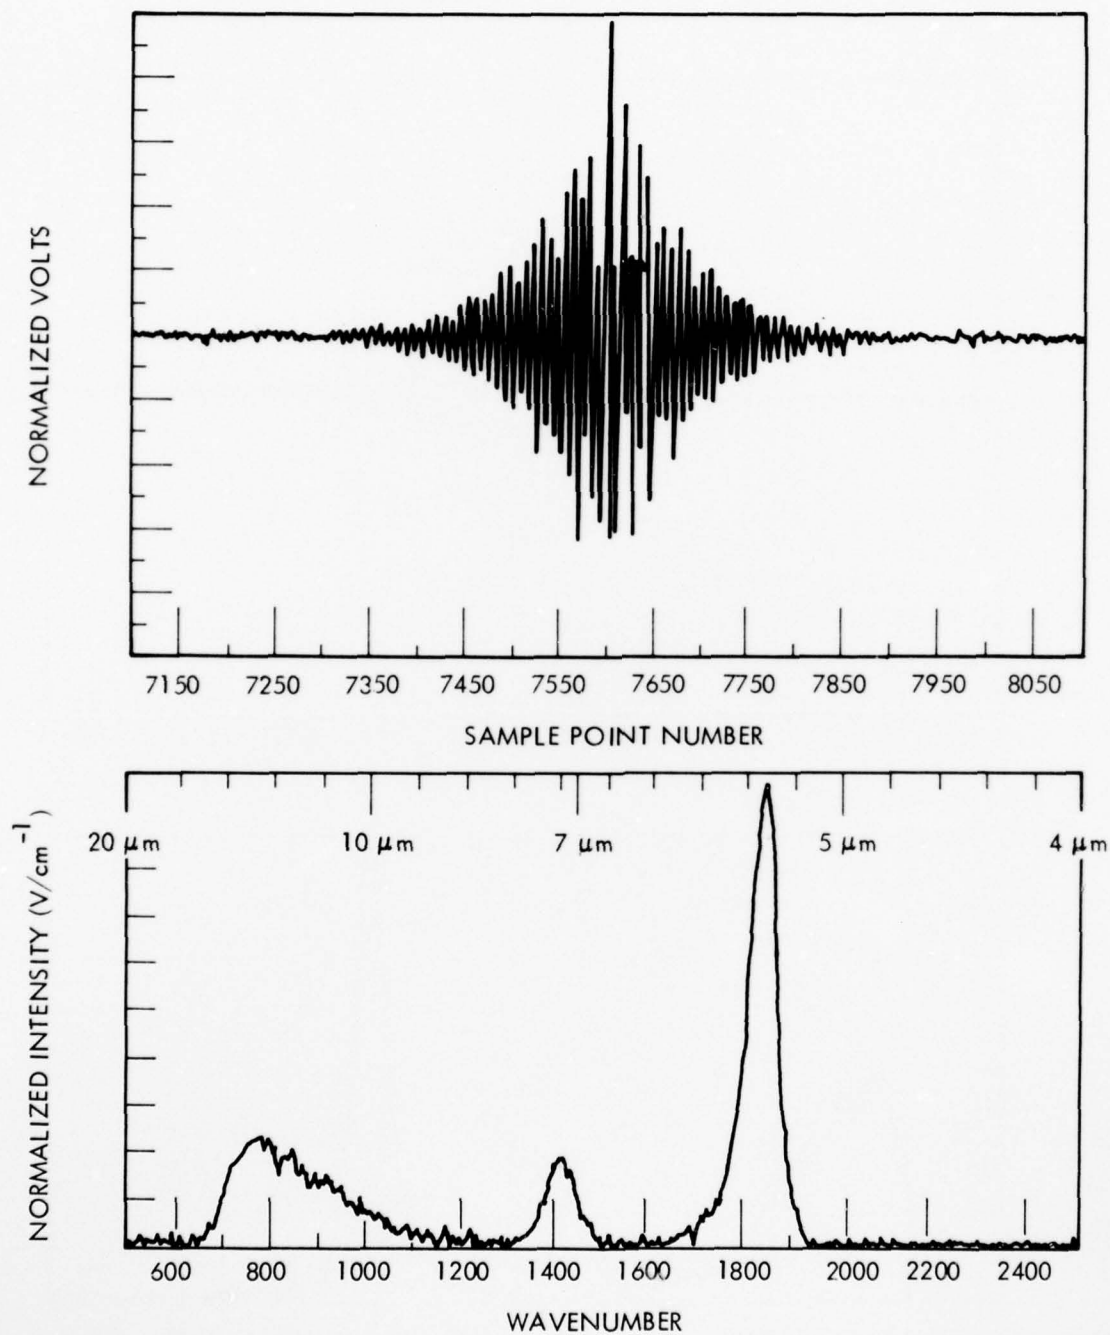 NORMALIZED VOLTS
7150 7250 7350 7450 7550 7650 7750 7850 7950 8050
SAMPLE POINT NUMBER
NORMALIZED INTENSITY (V/cm⁻¹)
20 μm 10 μm 7 μm 5 μm 4 μm
600 800 1000 1200 1400 1600 1800 2000 2200 2400
WAVENUMBER